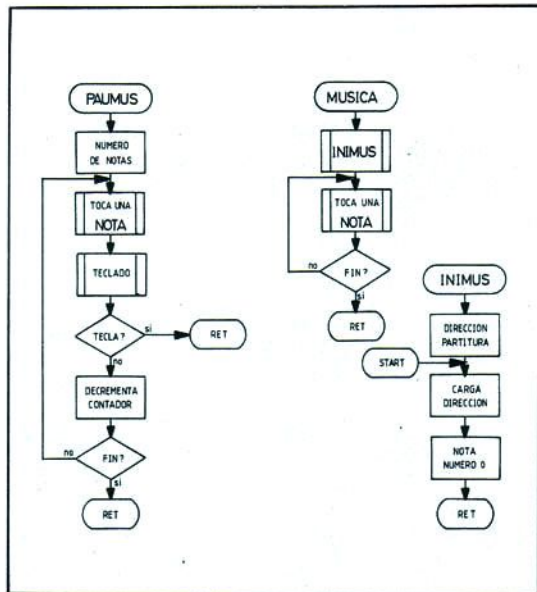 PAUMUS
NUMERO
DE NOTAS
TOCA UNA
NOTA
TECLADO
TECLA?
si
RET
no
DECREMENTA
CONTADOR
no
FIN?
si
RET
MUSICA
INIMUS
TOCA UNA
NOTA
no
FIN?
si
RET
INIMUS
DIRECCION
PARTITURA
START
CARGA
DIRECCION
NOTA
NUMERO 0
RET